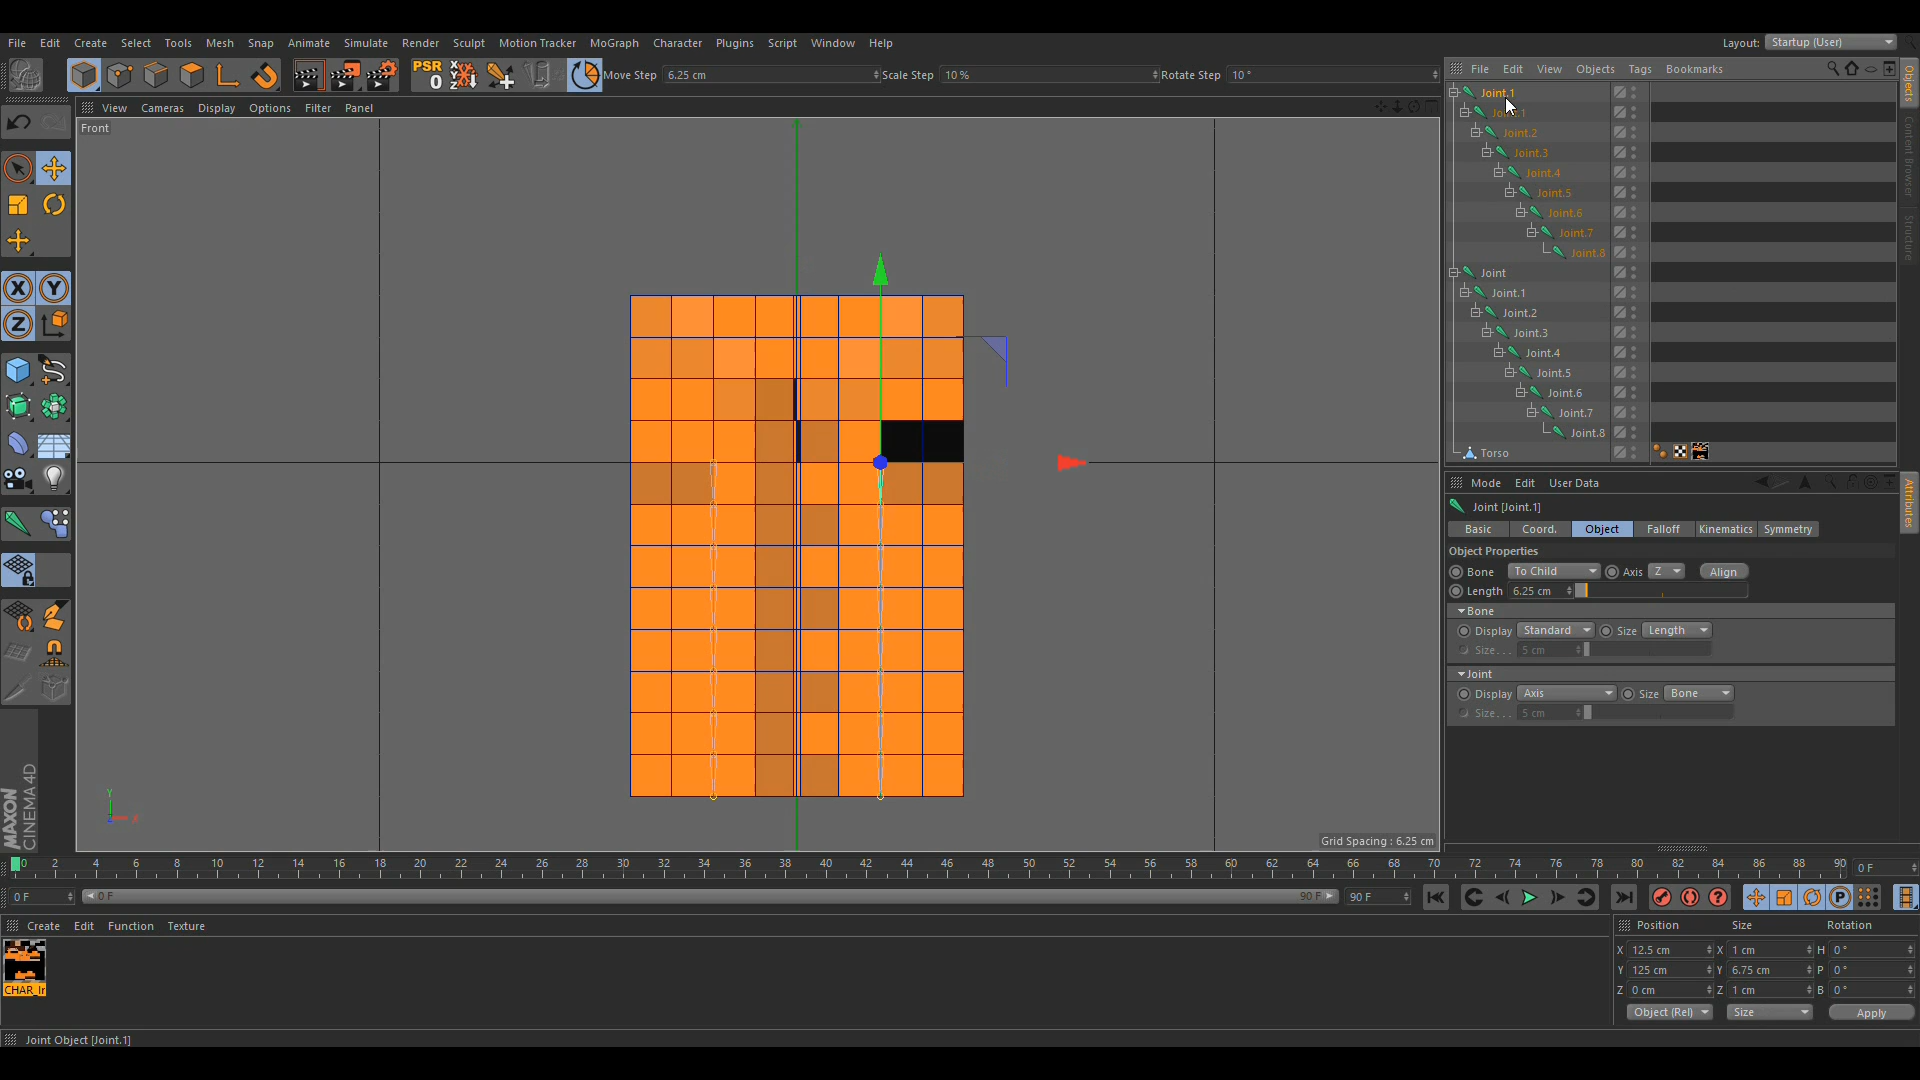 File Edit Create Select Tools Mesh Snap Animate Simulate Render Sculpt Motion Tracker MoGraph Character Plugins Script Window Help
Layout: Startup (User)
PSR
0
Move Step 6.25 cm Scale Step 10 % Rotate Step 10 °
File Edit View Objects Tags Bookmarks
View Cameras Display Options Filter Panel
Front
Joint.1
Joint.1
Joint.2
Joint.3
Joint.4
Joint.5
Joint.6
Joint.7
Joint.8
Joint
Joint.1
Joint.2
Joint.3
Joint.4
Joint.5
Joint.6
Joint.7
Joint.8
Torso
Objects
Content Browser
Structure
Attributes
X Y
Z
Mode Edit User Data
Joint [Joint.1]
Basic Coord. Object Falloff Kinematics Symmetry
Object Properties
Bone To Child Axis Z Align
Length 6.25 cm
Bone
Display Standard Size Length
Size . . . 5 cm
Joint
Display Axis Size Bone
Size . . . 5 cm
Y
X
Grid Spacing : 6.25 cm
MAXON
CINEMA 4D
0 2 4 6 8 10 12 14 16 18 20 22 24 26 28 30 32 34 36 38 40 42 44 46 48 50 52 54 56 58 60 62 64 66 68 70 72 74 76 78 80 82 84 86 88 90 0 F
0 F 0 F 90 F 90 F
P
Create Edit Function Texture
CHAR_Ir
Position Size Rotation
X 12.5 cm X 1 cm H 0 °
Y 125 cm Y 6.75 cm P 0 °
Z 0 cm Z 1 cm B 0 °
Object (Rel) Size Apply
Joint Object [Joint.1]